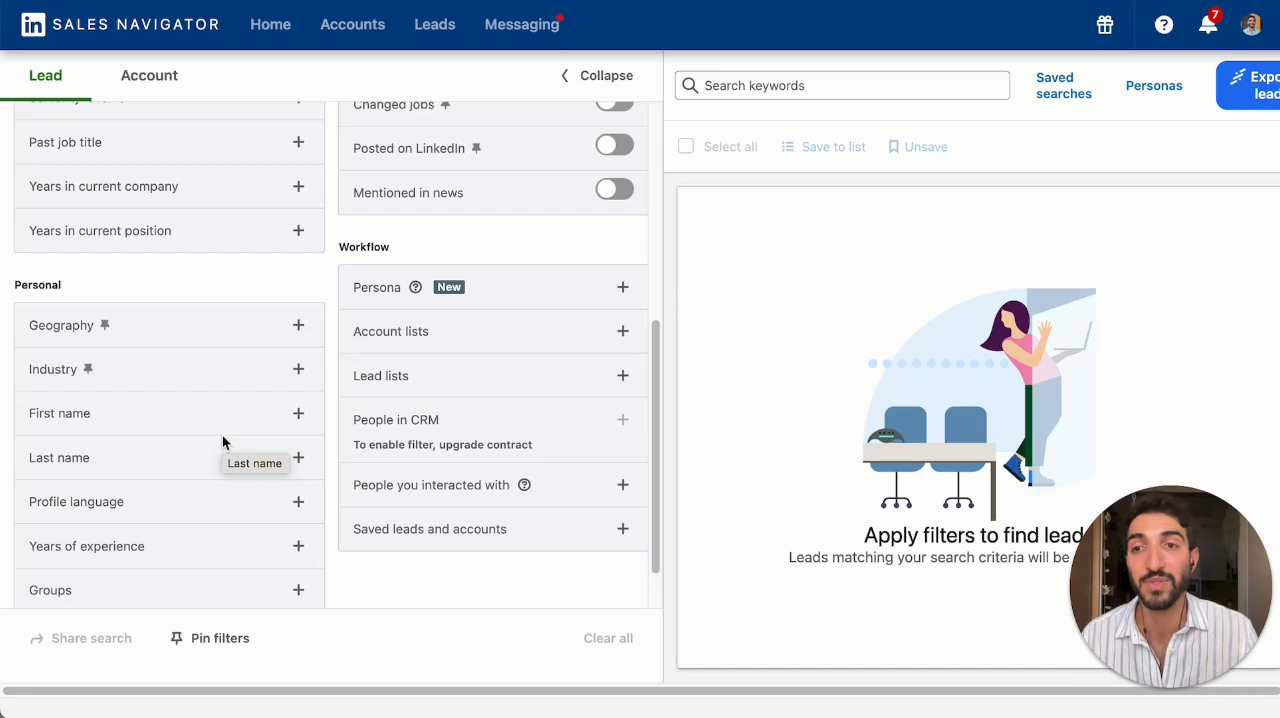 in SALES NAVIGATOR
Home
Accounts
Leads
Messaging
7
Lead
Account
Collapse
Search keywords
Saved searches
Personas
Expo
lead
Changed jobs
Past job title
Posted on LinkedIn
Select all
Save to list
Unsave
Years in current company
Mentioned in news
Years in current position
Workflow
Personal
Persona
New
Geography
Account lists
Industry
Lead lists
First name
People in CRM
To enable filter, upgrade contract
Last name
Last name
Profile language
People you interacted with
Years of experience
Saved leads and accounts
Groups
Apply filters to find lead
Leads matching your search criteria will be
Share search
Pin filters
Clear all